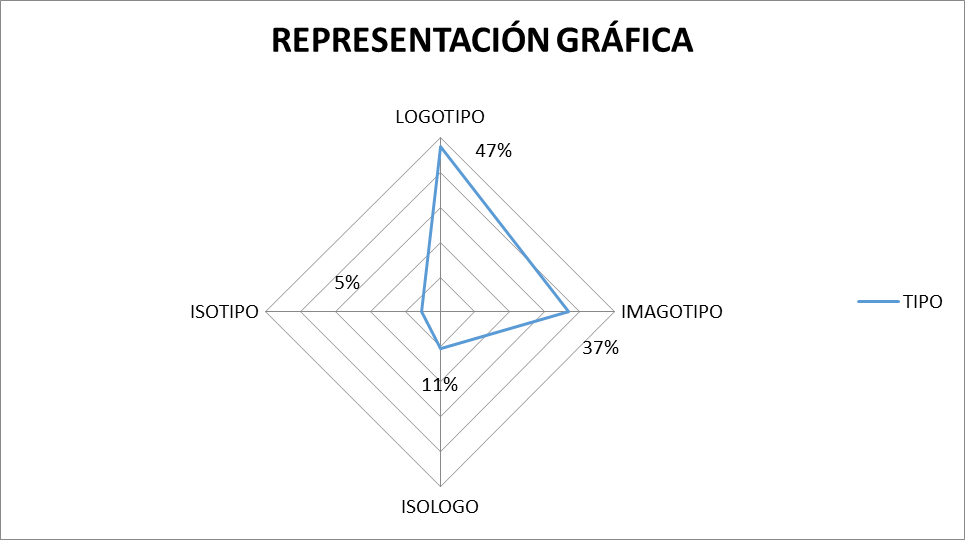 REPRESENTACIÓN GRÁFICA
LOGOTIPO
47%
5%
ISOTIPO
IMAGOTIPO
TIPO
37%
11%
ISOLOGO